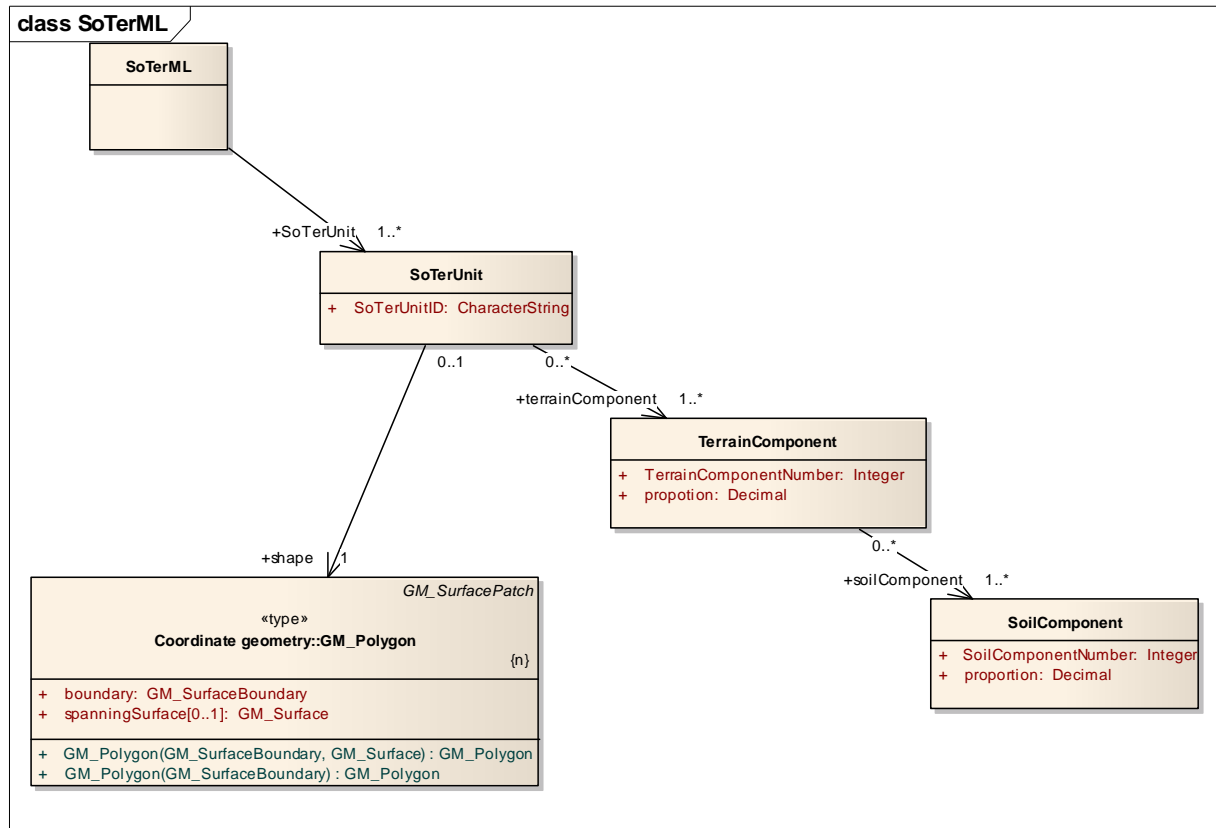 class SoTerML
SoTerML
+SoTerUnit 1..*
SoTerUnit
+ SoTerUnitID: CharacterString
0..1 0..*
+terrainComponent 1..*
TerrainComponent
+ TerrainComponentNumber: Integer
+ propotion: Decimal
0..*
+soilComponent 1..*
SoilComponent
+ SoilComponentNumber: Integer
+ proportion: Decimal
+shape 1
GM_SurfacePatch
«type»
Coordinate geometry::GM_Polygon
{n}
+ boundary: GM_SurfaceBoundary
+ spanningSurface[0..1]: GM_Surface
+ GM_Polygon(GM_SurfaceBoundary, GM_Surface) : GM_Polygon
+ GM_Polygon(GM_SurfaceBoundary) : GM_Polygon